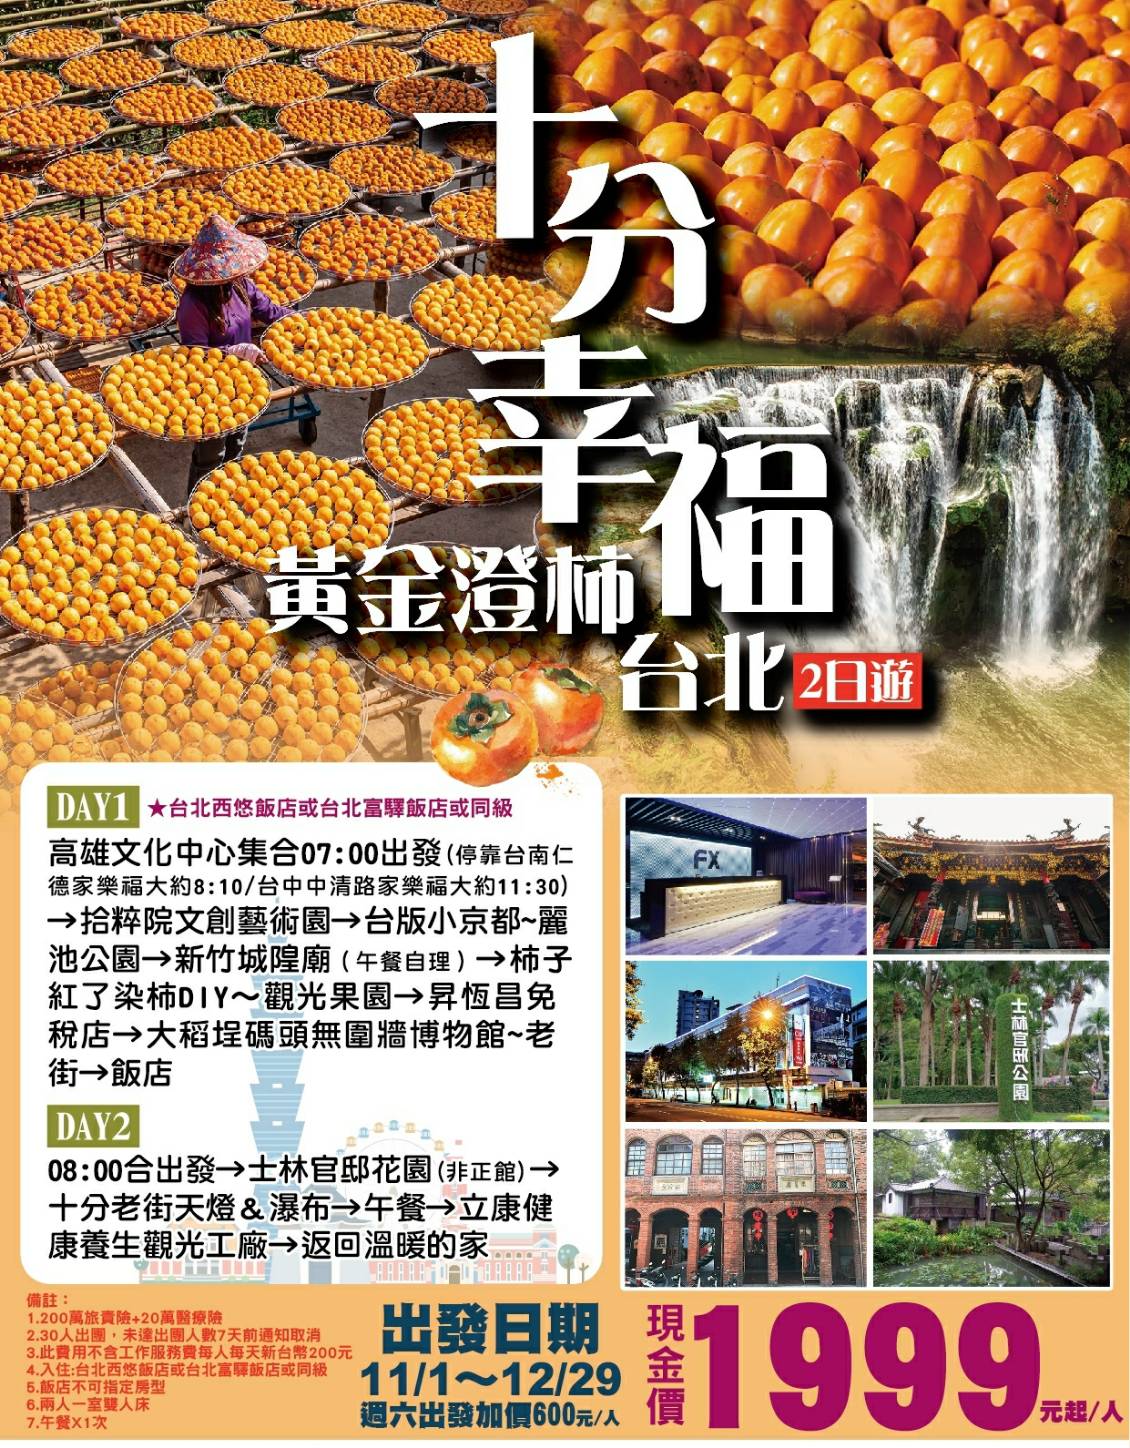 十分
幸福
黃金澄柿
台北 2日遊
DAY1 ★台北西悠飯店或台北富驛飯店或同級
高雄文化中心集合07:00出發(停靠台南仁
德家樂福大約8:10/台中中清路家樂福大約11:30)
→拾粹院文創藝術園→台版小京都~麗
池公園→新竹城隍廟(午餐自理)→柿子
紅了染柿DIY～觀光果園→昇恆昌免
稅店→大稻埕碼頭無圍牆博物館~老
街→飯店
DAY2
08:00合出發→士林官邸花園(非正館)→
十分老街天燈&瀑布→午餐→立康健
康養生觀光工廠→返回溫暖的家
FX
士林官邸公園
備註：
1.200萬旅責險+20萬醫療險
2.30人出團，未達出團人數7天前通知取消
3.此費用不含工作服務費每人每天新台幣200元
4.入住:台北西悠飯店或台北富驛飯店或同級
5.飯店不可指定房型
6.兩人一室雙人床
7.午餐X1次
出發日期
11/1～12/29
週六出發加價600元/人
現金價1999元起/人